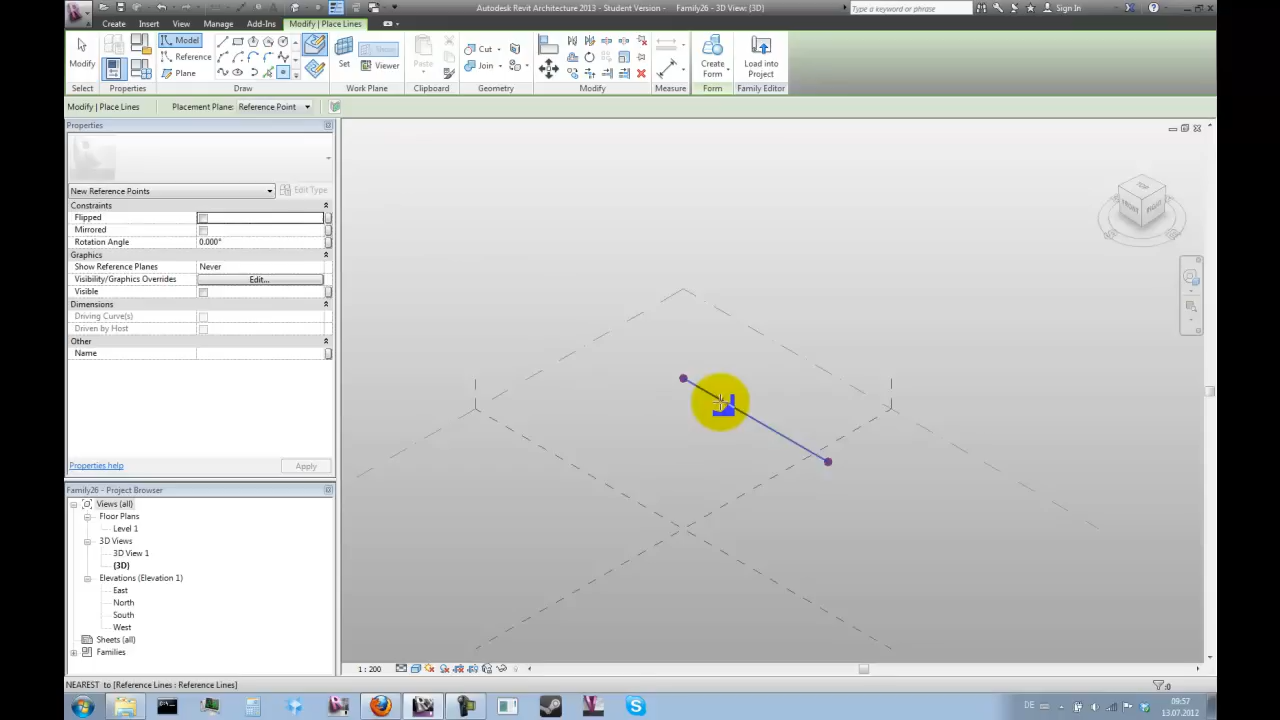 Autodesk Revit Architecture 2013 - Student Version - Family26 - 3D View: {3D}
Type a keyword or phrase
Sign In
Create Insert View Manage Add-Ins Modify | Place Lines
Modify
Model
Reference
Plane
Set
Viewer
Paste
Cut
Join
Create Form
Load into Project
Select Properties Draw Work Plane Clipboard Geometry Modify Measure Form Family Editor
Modify | Place Lines Placement Plane: Reference Point
Properties
New Reference Points Edit Type
Constraints
Flipped
Mirrored
Rotation Angle 0.000°
Graphics
Show Reference Planes Never
Visibility/Graphics Overrides Edit...
Visible
Dimensions
Driving Curve(s)
Driven by Host
Other
Name
Properties help Apply
Family26 - Project Browser
Views (all)
Floor Plans
Level 1
3D Views
3D View 1
{3D}
Elevations (Elevation 1)
East
North
South
West
Sheets (all)
Families
TOP
FRONT
RIGHT
1 : 200
NEAREST to [Reference Lines : Reference Lines]
:0
DE
09:57
13.07.2012